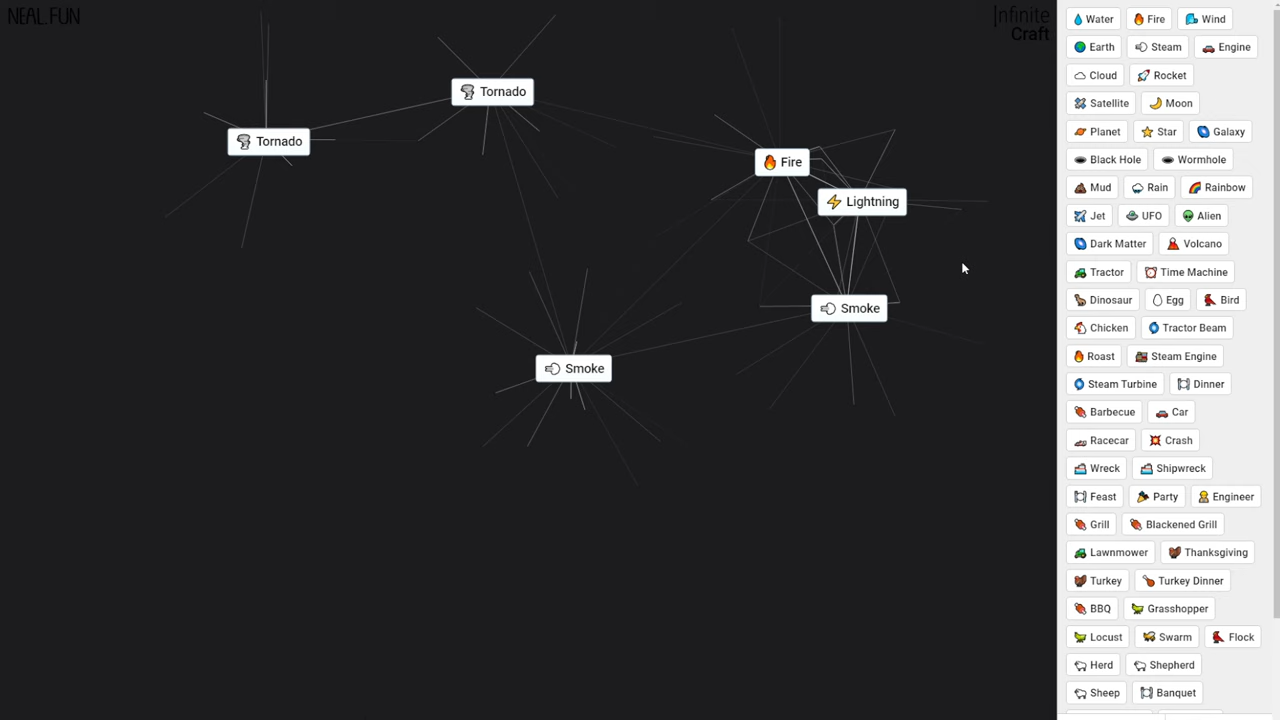 NEAL.FUN
Infinite
Craft
Tornado
Tornado
Fire
Lightning
Smoke
Smoke
Water Fire Wind
Earth Steam Engine
Cloud Rocket
Satellite Moon
Planet Star Galaxy
Black Hole Wormhole
Mud Rain Rainbow
Jet UFO Alien
Dark Matter Volcano
Tractor Time Machine
Dinosaur Egg Bird
Chicken Tractor Beam
Roast Steam Engine
Steam Turbine Dinner
Barbecue Car
Racecar Crash
Wreck Shipwreck
Feast Party Engineer
Grill Blackened Grill
Lawnmower Thanksgiving
Turkey Turkey Dinner
BBQ Grasshopper
Locust Swarm Flock
Herd Shepherd
Sheep Banquet